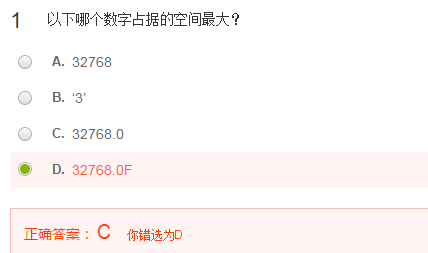 1 以下哪个数字占据的空间最大?
A. 32768
B. ‘3’
C. 32768.0
D. 32768.0F
正确答案: C 你错选为D